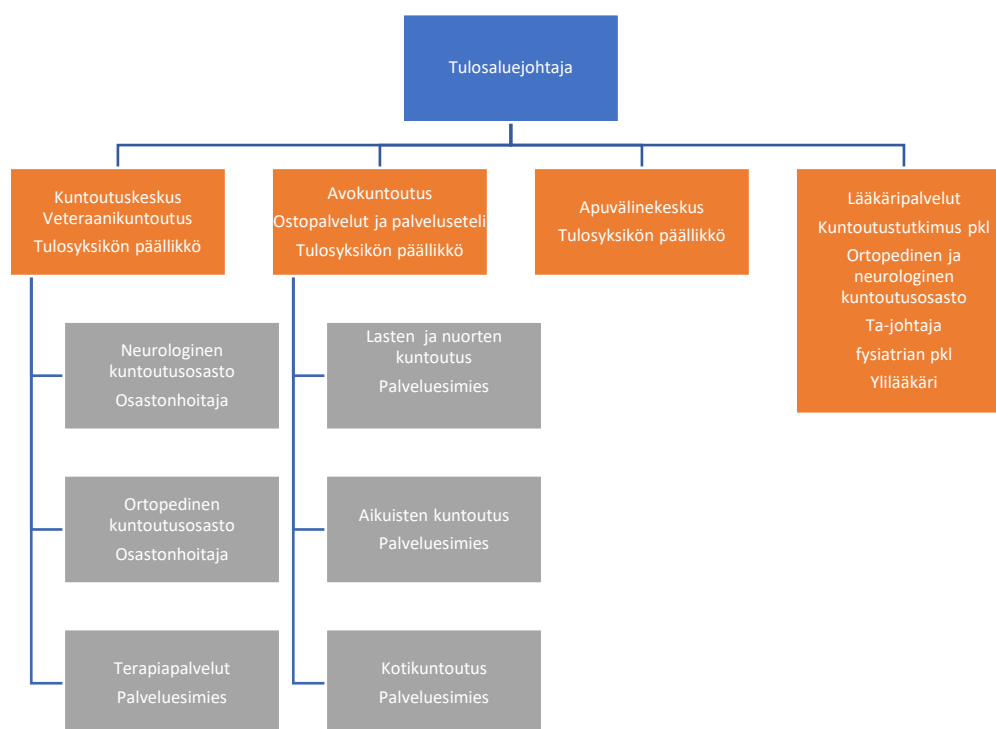 Tulosaluejohtaja
Kuntoutuskeskus
Veteraanikuntoutus
Tulosyksikön päällikkö
Avokuntoutus
Ostopalvelut ja palveluseteli
Tulosyksikön päällikkö
Apuvälinekeskus
Tulosyksikön päällikkö
Lääkäripalvelut
Kuntoutustutkimus pkl
Ortopedinen ja
neurologinen
kuntoutusosasto
Ta-johtaja
fysiatrian pkl
Ylilääkäri
Neurologinen
kuntoutusosasto
Osastonhoitaja
Lasten ja nuorten
kuntoutus
Palveluesimies
Ortopedinen
kuntoutusosasto
Osastonhoitaja
Aikuisten kuntoutus
Palveluesimies
Terapiapalvelut
Palveluesimies
Kotikuntoutus
Palveluesimies